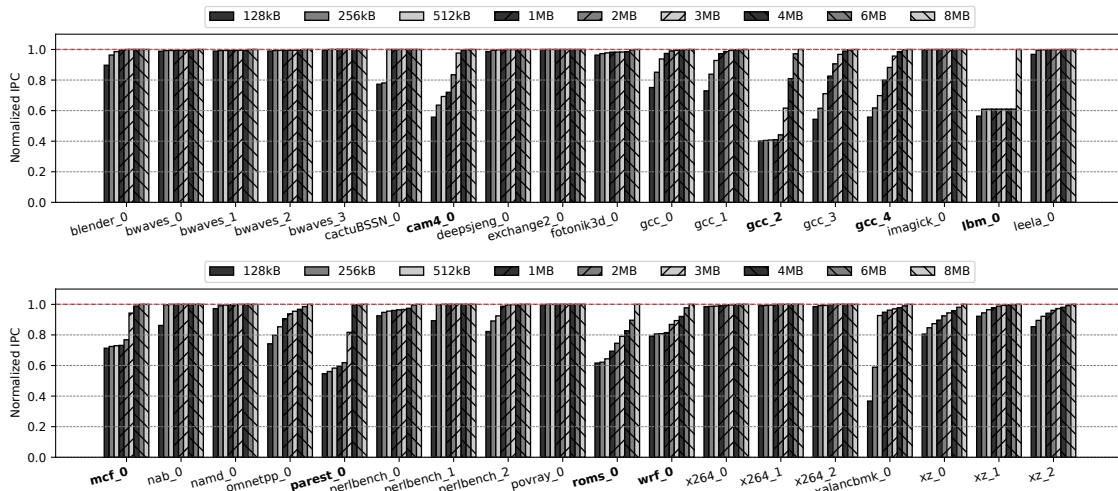 128kB 256kB 512kB 1MB 2MB 3MB 4MB 6MB 8MB
Normalized IPC
1.0
0.8
0.6
0.4
0.2
0.0
blender_0 bwaves_0 bwaves_1 bwaves_2 bwaves_3 cactuBSSN_0 cam4_0 deepsjeng_0 exchange2_0 fotonik3d_0 gcc_0 gcc_1 gcc_2 gcc_3 gcc_4 imagick_0 lbm_0 leela_0
128kB 256kB 512kB 1MB 2MB 3MB 4MB 6MB 8MB
Normalized IPC
1.0
0.8
0.6
0.4
0.2
0.0
mcf_0 nab_0 namd_0 omnetpp_0 parest_0 perlbench_0 perlbench_1 perlbench_2 povray_0 roms_0 wrf_0 x264_0 x264_1 x264_2 xalancbmk_0 xz_0 xz_1 xz_2